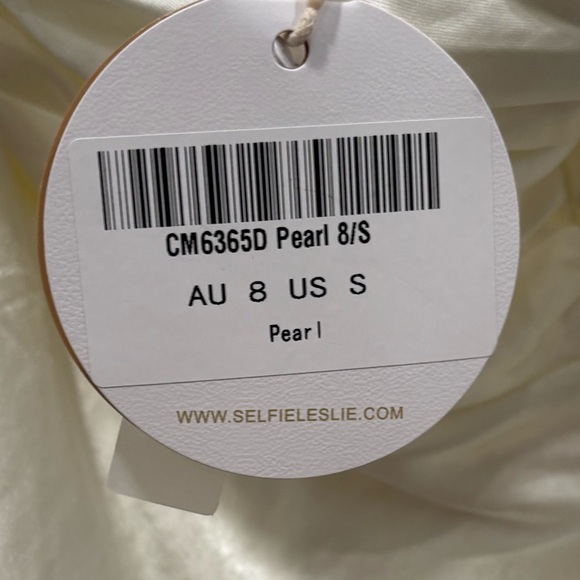 CM6365D Pearl 8/S
AU 8 US S
Pearl
WWW.SELFIELESLIE.COM